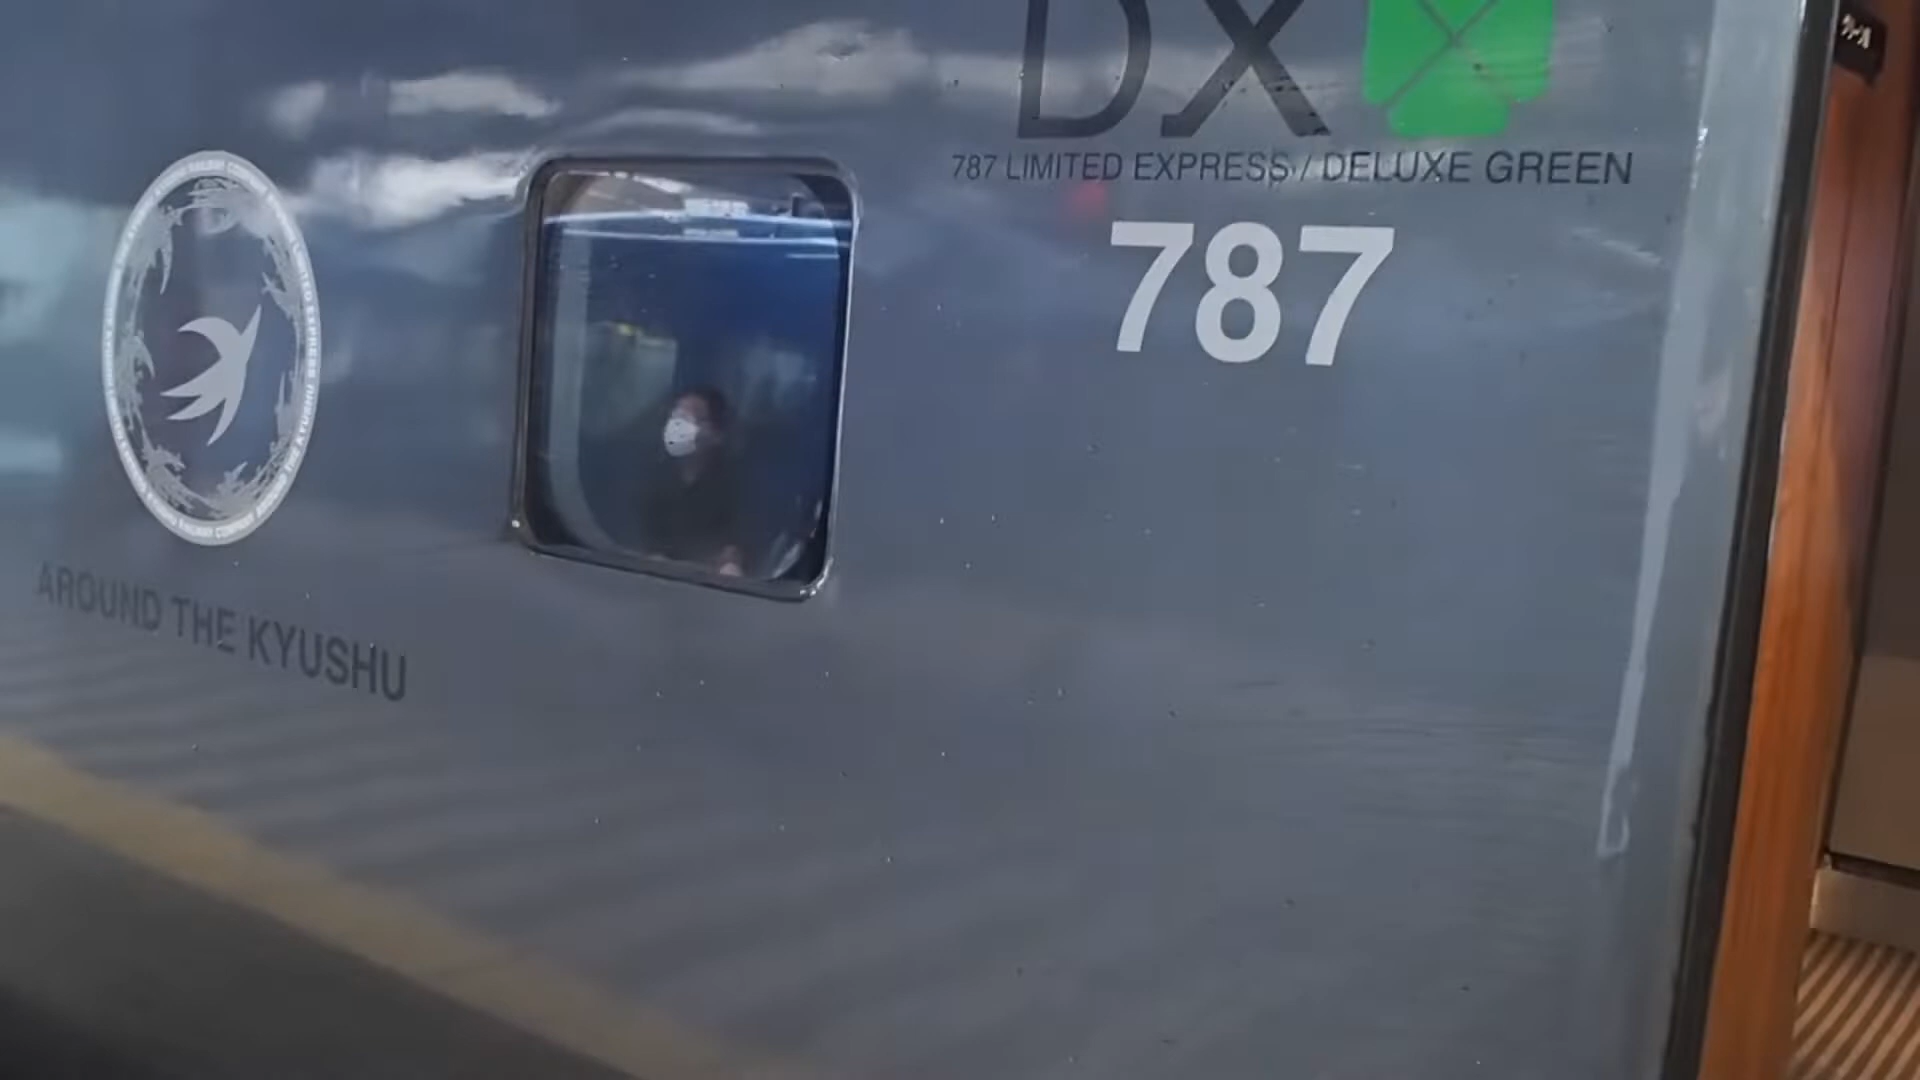 DX
787 LIMITED EXPRESS / DELUXE GREEN
787
AROUND THE KYUSHU